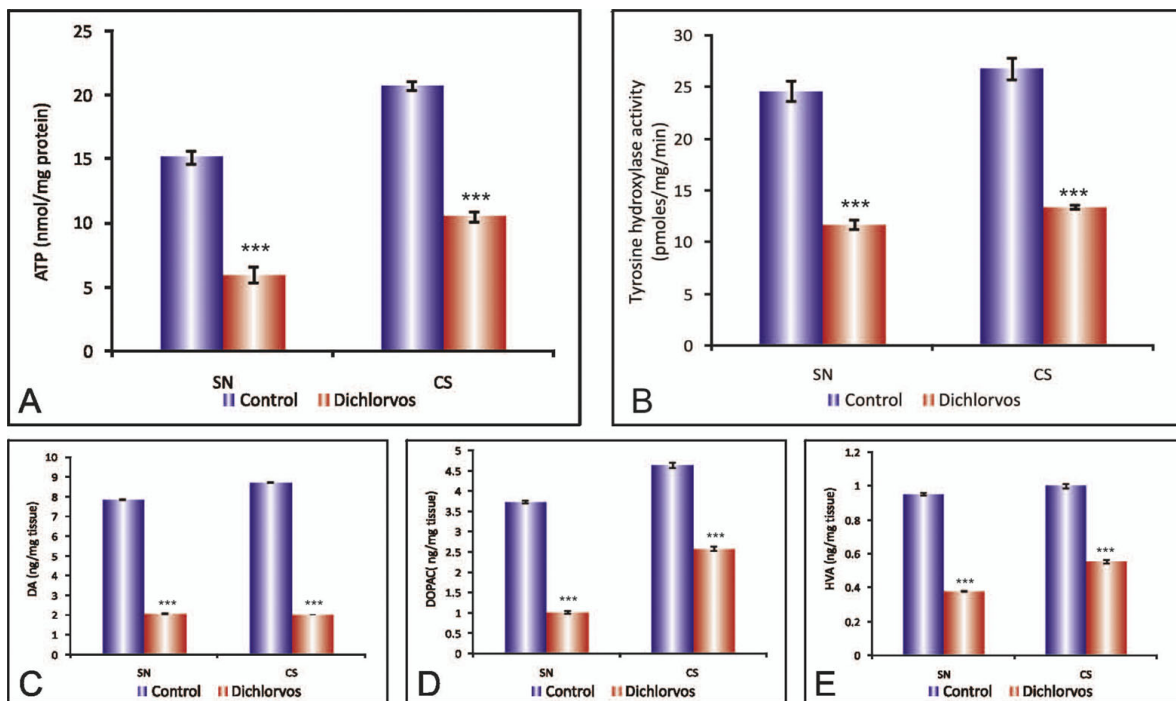 ATP (nmol/mg protein)
25
20
15
10
5
0
***
***
SN CS
Control Dichlorvos
A
Tyrosine hydroxylase activity
(pmoles/mg/min)
30
25
20
15
10
5
0
***
***
SN CS
Control Dichlorvos
B
DA (ng/mg tissue)
10
9
8
7
6
5
4
3
2
1
0
***
***
SN CS
Control Dichlorvos
C
DOPAC( ng/mg tissue)
5
4.5
4
3.5
3
2.5
2
1.5
1
0.5
0
***
***
SN CS
Control Dichlorvos
D
HVA (ng/mg tissue)
1.2
1
0.8
0.6
0.4
0.2
0
***
***
SN CS
Control Dichlorvos
E